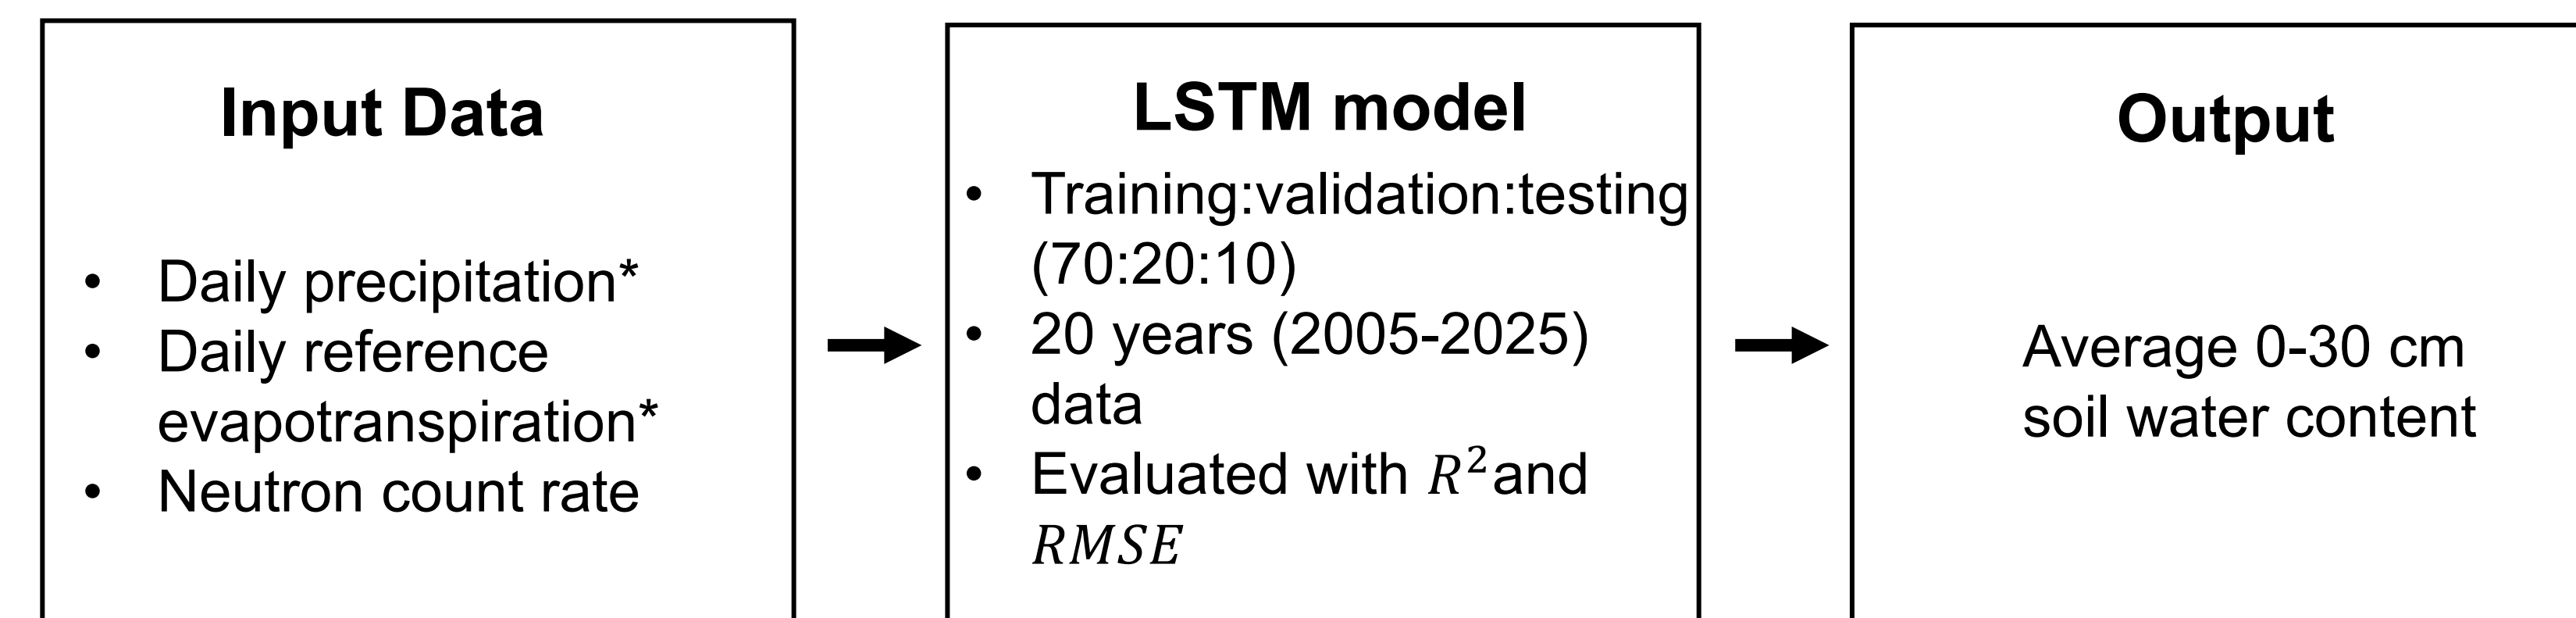 Input Data
• Daily precipitation*
• Daily reference
evapotranspiration*
• Neutron count rate
LSTM model
• Training:validation:testing
(70:20:10)
• 20 years (2005-2025)
data
• Evaluated with 𝑅²and
𝑅𝑀𝑆𝐸
Output
Average 0-30 cm
soil water content